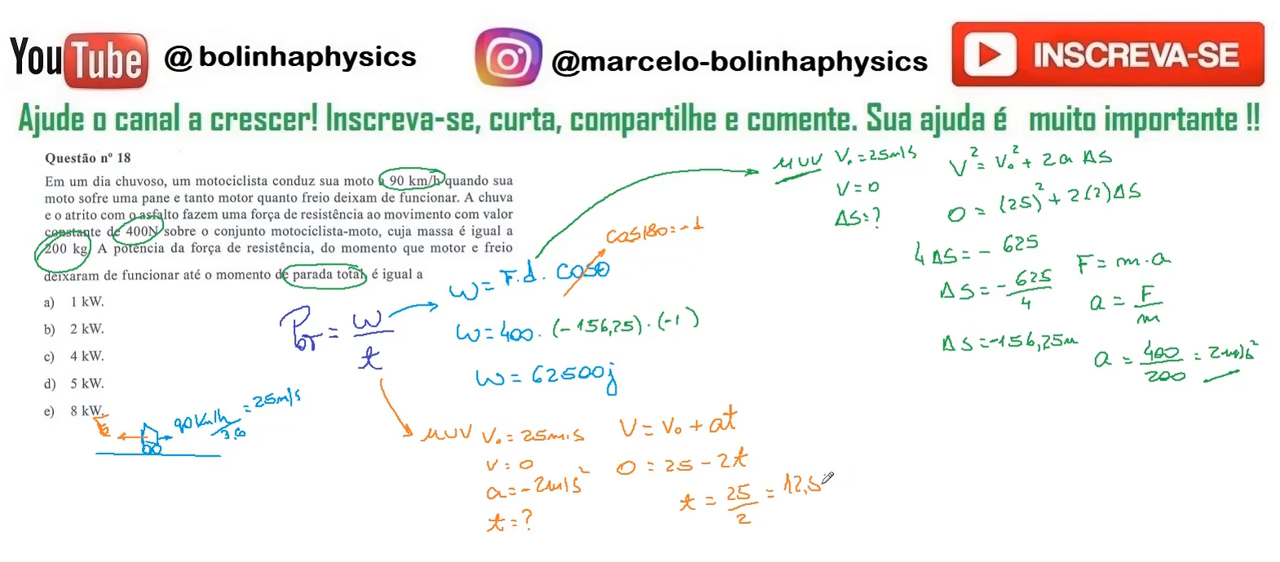 YouTube @bolinhaphysics @marcelo-bolinhaphysics INSCREVA-SE
Ajude o canal a crescer! Inscreva-se, curta, compartilhe e comente. Sua ajuda é muito importante !!
Questão nº 18
Em um dia chuvoso, um motociclista conduz sua moto a 90 km/h quando sua
moto sofre uma pane e tanto motor quanto freio deixam de funcionar. A chuva
e o atrito com o asfalto fazem uma força de resistência ao movimento com valor
constante de 400N sobre o conjunto motociclista-moto, cuja massa é igual a
200 kg. A potência da força de resistência, do momento que motor e freio
deixaram de funcionar até o momento de parada total, é igual a
a) 1 kW.
b) 2 kW.
c) 4 kW.
d) 5 kW.
e) 8 kW.
90 Km/h = 25m/s
3,6
Pot = W
t
W = F.d. cosθ
cos180 = -1
W = 400 . (-156,25) . (-1)
W = 62500j
MUV V₀ = 25m/s
V = 0
ΔS = ?
V² = V₀² + 2a ΔS
0 = (25)² + 2(2)ΔS
4ΔS = - 625
ΔS = - 625
4
ΔS = -156,25m
F = m.a
a = F
m
a = 400 = 2m/s²
200
MUV V₀ = 25m.s
V = 0
a = -2m/s²
t = ?
V = V₀ + at
0 = 25 - 2t
t = 25 = 12,5
2